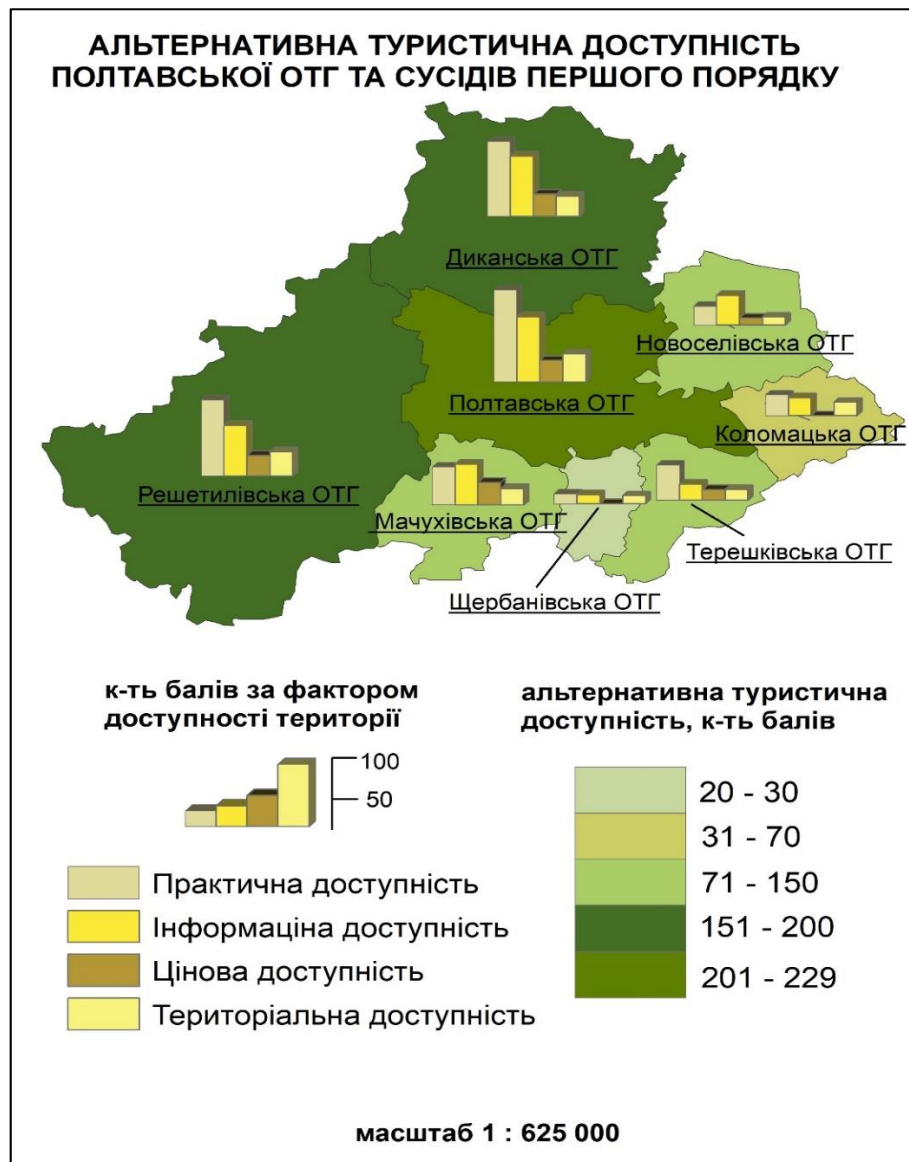 АЛЬТЕРНАТИВНА ТУРИСТИЧНА ДОСТУПНІСТЬ
ПОЛТАВСЬКОЇ ОТГ ТА СУСІДІВ ПЕРШОГО ПОРЯДКУ
Диканська ОТГ
Новоселівська ОТГ
Полтавська ОТГ
Коломацька ОТГ
Решетилівська ОТГ
Мачухівська ОТГ
Терешківська ОТГ
Щербанівська ОТГ
к-ть балів за фактором
доступності території
100
50
Практична доступність
Інформаціна доступність
Цінова доступність
Територіальна доступність
альтернативна туристична
доступність, к-ть балів
20 - 30
31 - 70
71 - 150
151 - 200
201 - 229
масштаб 1 : 625 000